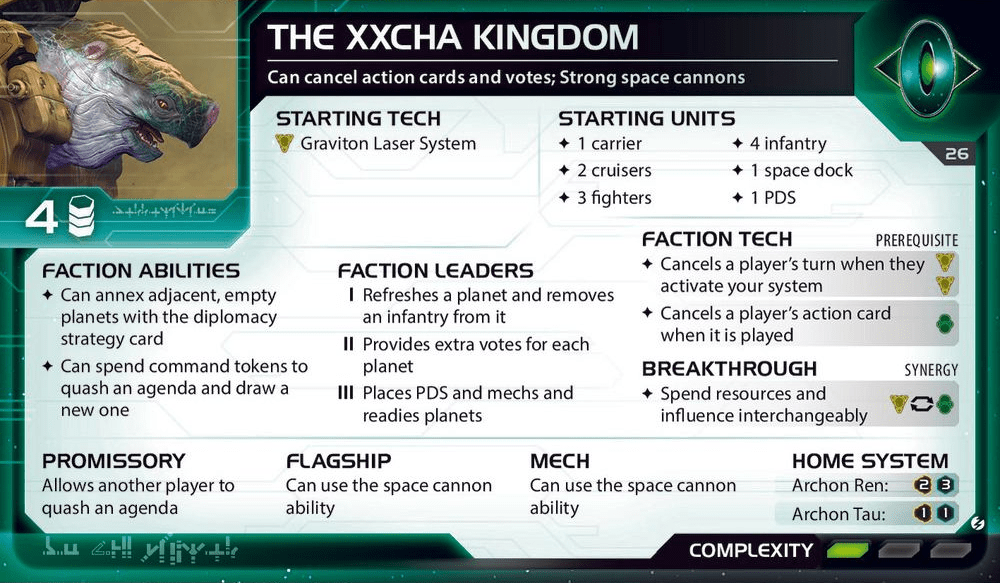 THE XXCHA KINGDOM
Can cancel action cards and votes; Strong space cannons
26
4
STARTING TECH
Graviton Laser System
STARTING UNITS
✦ 1 carrier
✦ 2 cruisers
✦ 3 fighters
✦ 4 infantry
✦ 1 space dock
✦ 1 PDS
FACTION ABILITIES
✦ Can annex adjacent, empty
planets with the diplomacy
strategy card
✦ Can spend command tokens to
quash an agenda and draw a
new one
FACTION LEADERS
I Refreshes a planet and removes
an infantry from it
II Provides extra votes for each
planet
III Places PDS and mechs and
readies planets
FACTION TECH PREREQUISITE
✦ Cancels a player's turn when they
activate your system
✦ Cancels a player's action card
when it is played
BREAKTHROUGH SYNERGY
✦ Spend resources and
influence interchangeably
PROMISSORY
Allows another player to
quash an agenda
FLAGSHIP
Can use the space cannon
ability
MECH
Can use the space cannon
ability
HOME SYSTEM
Archon Ren: 2 3
Archon Tau: 1 1
COMPLEXITY